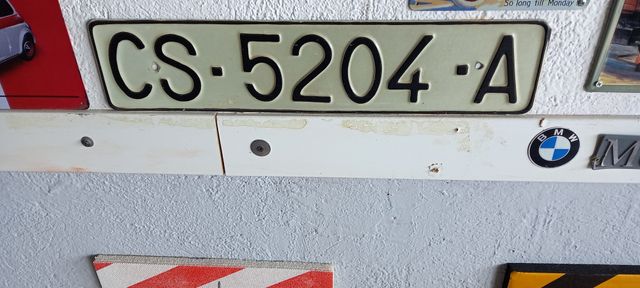 So long till Monday
CS·5204·A
BMW
M